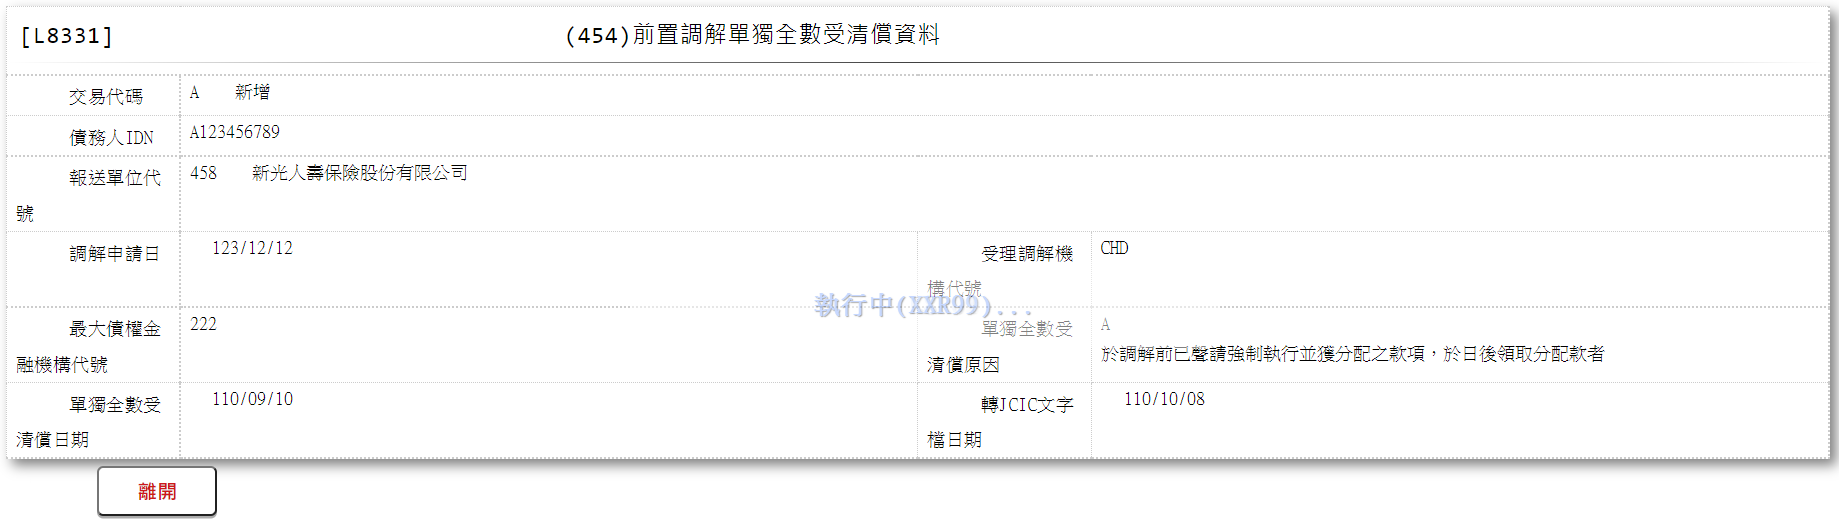 [L8331] (454)前置調解單獨全數受清償資料
交易代碼 A 新增
債務人IDN A123456789
報送單位代 458 新光人壽保險股份有限公司
號
調解申請日 123/12/12 受理調解機 CHD
構代號
執行中(XXR99)...
最大債權金 222 單獨全數受 A
融機構代號 清償原因 於調解前已聲請強制執行並獲分配之款項，於日後領取分配款者
單獨全數受 110/09/10 轉JCIC文字 110/10/08
清償日期 檔日期
離開